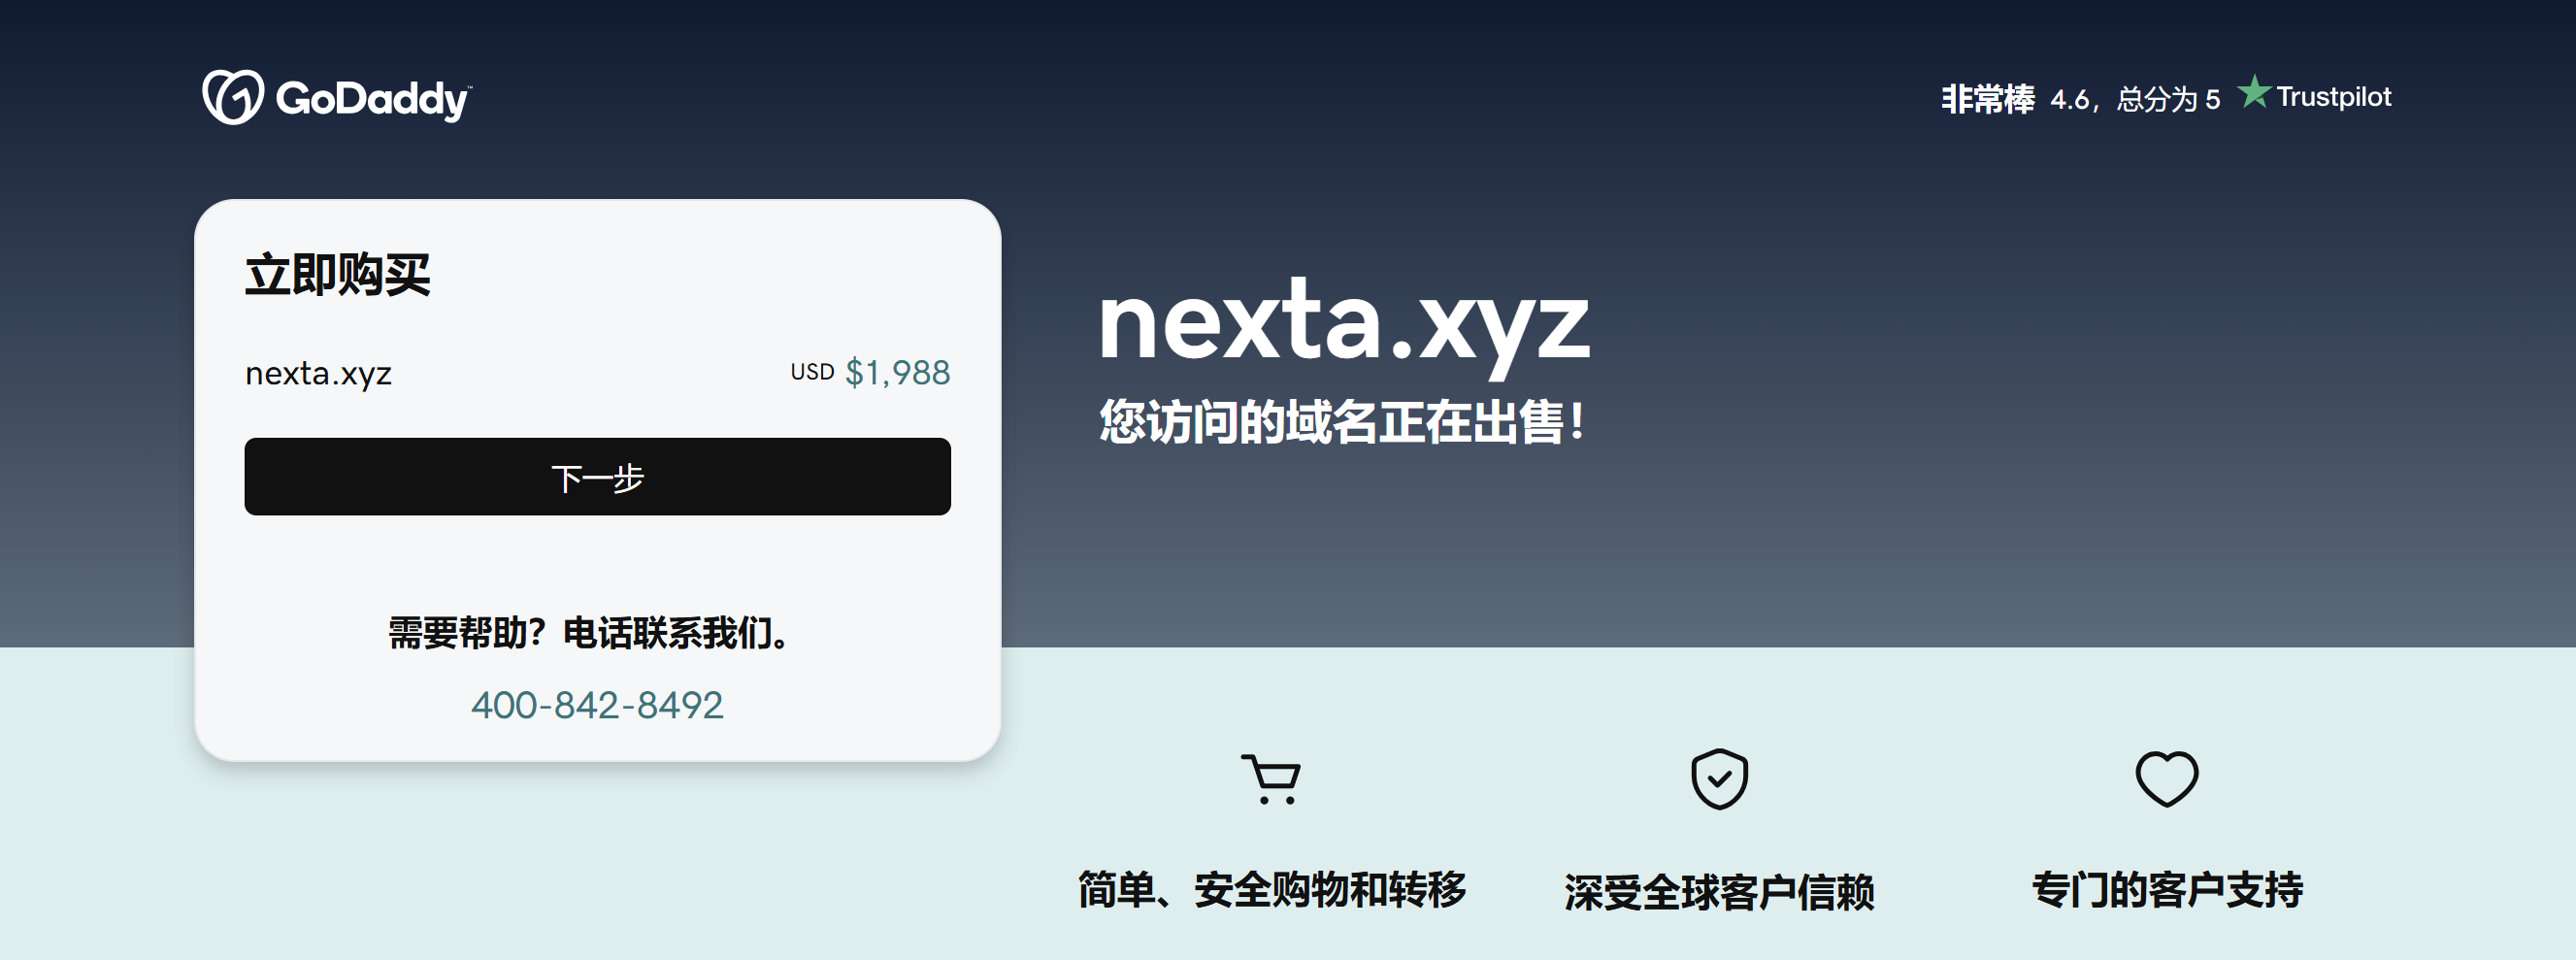 GoDaddy™
非常棒 4.6，总分为 5 Trustpilot
立即购买
nexta.xyz USD $1,988
下一步
需要帮助？电话联系我们。
400-842-8492
nexta.xyz
您访问的域名正在出售！
简单、安全购物和转移
深受全球客户信赖
专门的客户支持